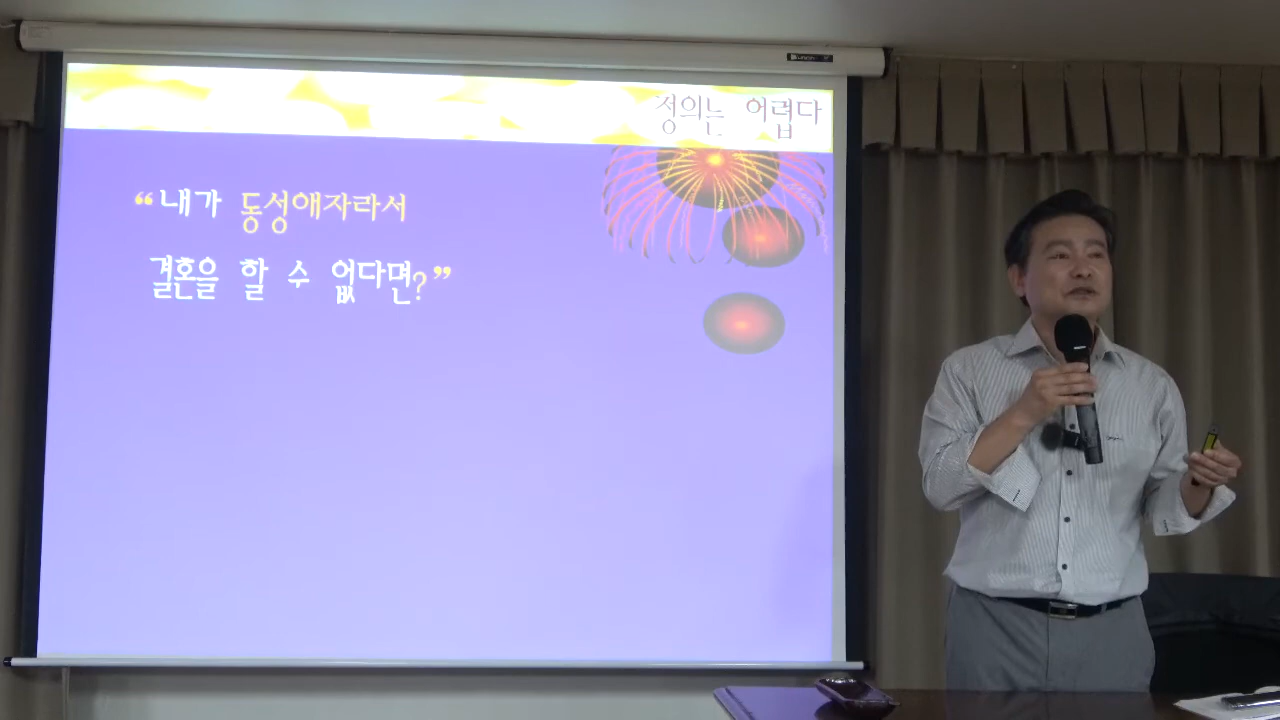 정의는 어렵다
“내가 동성애자라서
결혼을 할 수 없다면?”